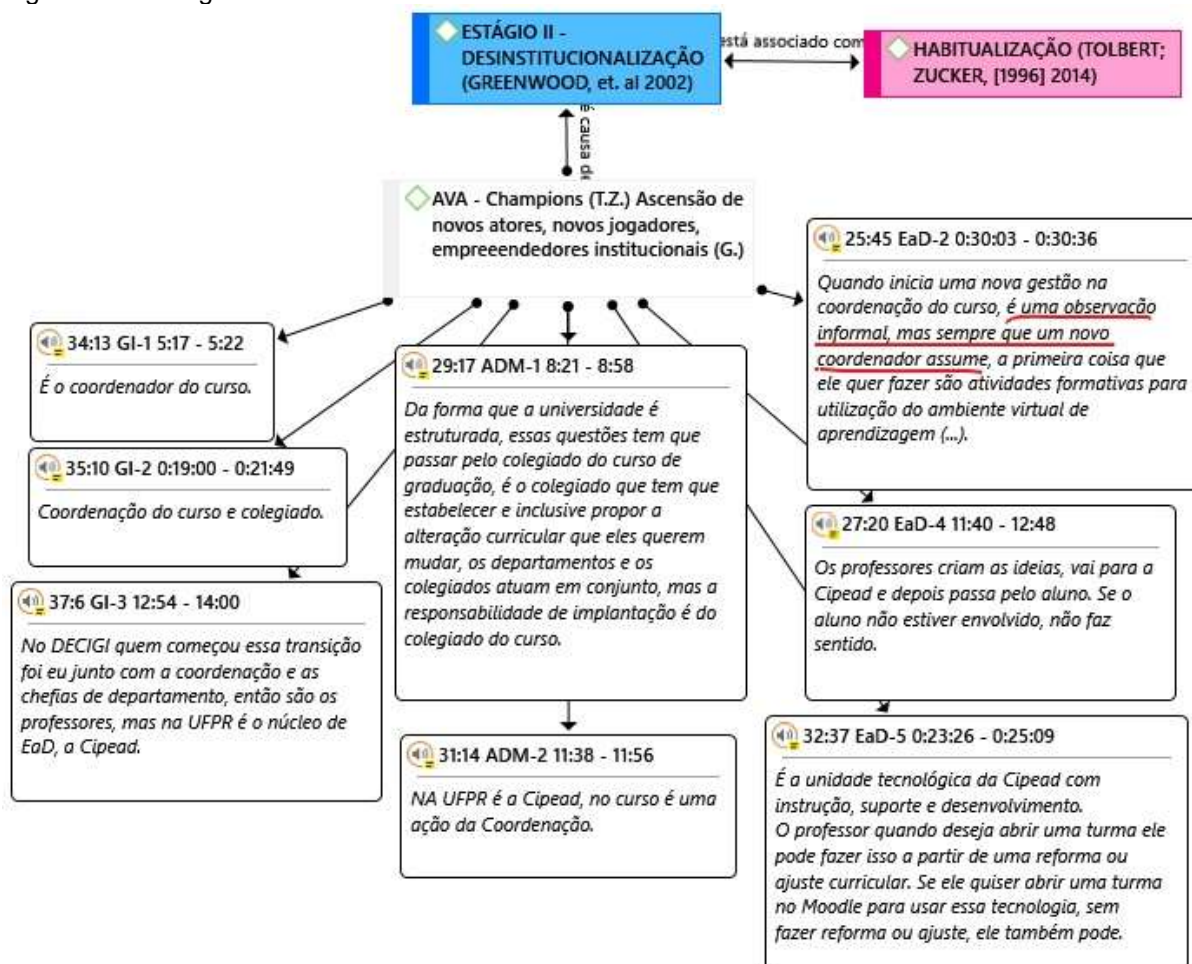 ESTÁGIO II -
DESINSTITUCIONALIZAÇÃO
(GREENWOOD, et. al 2002)
está associado com
HABITUALIZAÇÃO (TOLBERT;
ZUCKER, [1996] 2014)
é causa de
AVA - Champions (T.Z.) Ascensão de
novos atores, novos jogadores,
empreeendedores institucionais (G.)
34:13 GI-1 5:17 - 5:22
É o coordenador do curso.
35:10 GI-2 0:19:00 - 0:21:49
Coordenação do curso e colegiado.
37:6 GI-3 12:54 - 14:00
No DECIGI quem começou essa transição
foi eu junto com a coordenação e as
chefias de departamento, então são os
professores, mas na UFPR é o núcleo de
EaD, a Cipead.
29:17 ADM-1 8:21 - 8:58
Da forma que a universidade é
estruturada, essas questões tem que
passar pelo colegiado do curso de
graduação, é o colegiado que tem que
estabelecer e inclusive propor a
alteração curricular que eles querem
mudar, os departamentos e os
colegiados atuam em conjunto, mas a
responsabilidade de implantação é do
colegiado do curso.
31:14 ADM-2 11:38 - 11:56
NA UFPR é a Cipead, no curso é uma
ação da Coordenação.
25:45 EaD-2 0:30:03 - 0:30:36
Quando inicia uma nova gestão na
coordenação do curso, é uma observação
informal, mas sempre que um novo
coordenador assume, a primeira coisa que
ele quer fazer são atividades formativas para
utilização do ambiente virtual de
aprendizagem (...).
27:20 EaD-4 11:40 - 12:48
Os professores criam as ideias, vai para a
Cipead e depois passa pelo aluno. Se o
aluno não estiver envolvido, não faz
sentido.
32:37 EaD-5 0:23:26 - 0:25:09
É a unidade tecnológica da Cipead com
instrução, suporte e desenvolvimento.
O professor quando deseja abrir uma turma ele
pode fazer isso a partir de uma reforma ou
ajuste curricular. Se ele quiser abrir uma turma
no Moodle para usar essa tecnologia, sem
fazer reforma ou ajuste, ele também pode.